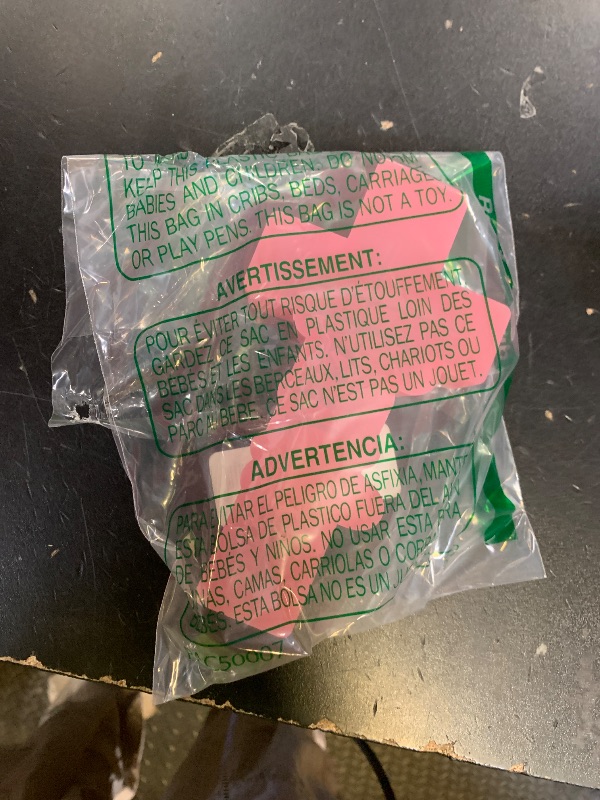 KEEP THIS
BABIES AND CHILDREN. DO NOT
THIS BAG IN CRIBS, BEDS, CARRIAGE
OR PLAY PENS. THIS BAG IS NOT A TOY.
AVERTISSEMENT:
POUR ÉVITER TOUT RISQUE D'ÉTOUFFEMENT
GARDEZ CE SAC EN PLASTIQUE LOIN DES
BEBES ET LES ENFANTS. N'UTILISEZ PAS CE
SAC DANS LES BERCEAUX, LITS, CHARIOTS OU
PARC A BEBE. CE SAC N'EST PAS UN JOUET.
ADVERTENCIA:
PARA EVITAR EL PELIGRO DE ASFIXIA, MANT
ESTA BOLSA DE PLASTICO FUERA DEL
DE BEBES Y NINOS. NO USAR ESTA
NAS, CAMAS, CARRIOLAS O
ESTA BOLSA NO ES UN